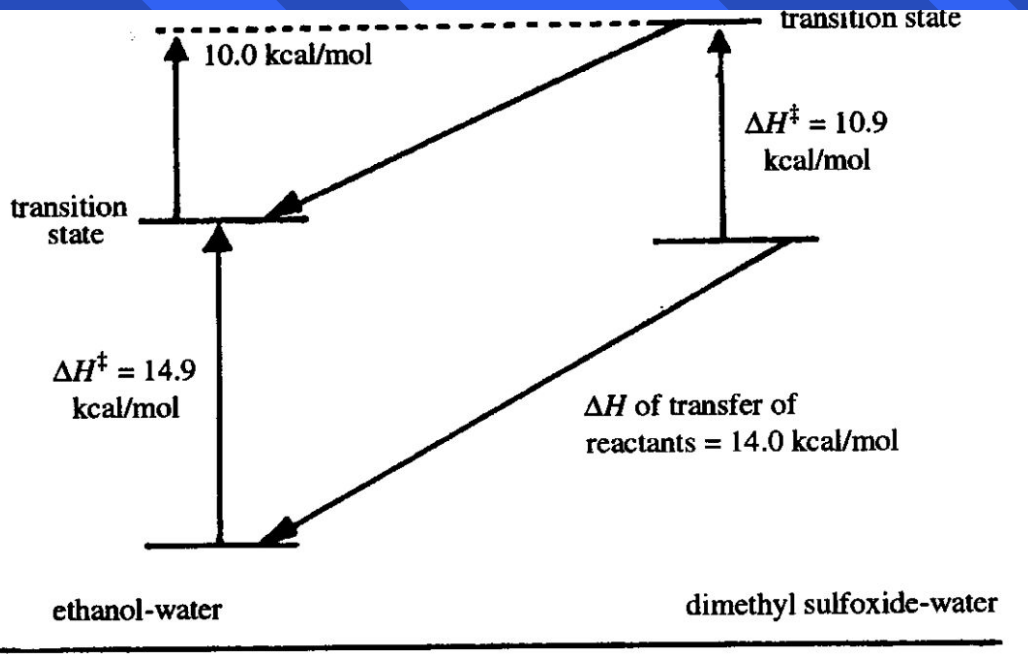 transition state
10.0 kcal/mol
ΔH‡ = 10.9
kcal/mol
transition
state
ΔH‡ = 14.9
kcal/mol
ΔH of transfer of
reactants = 14.0 kcal/mol
ethanol-water
dimethyl sulfoxide-water